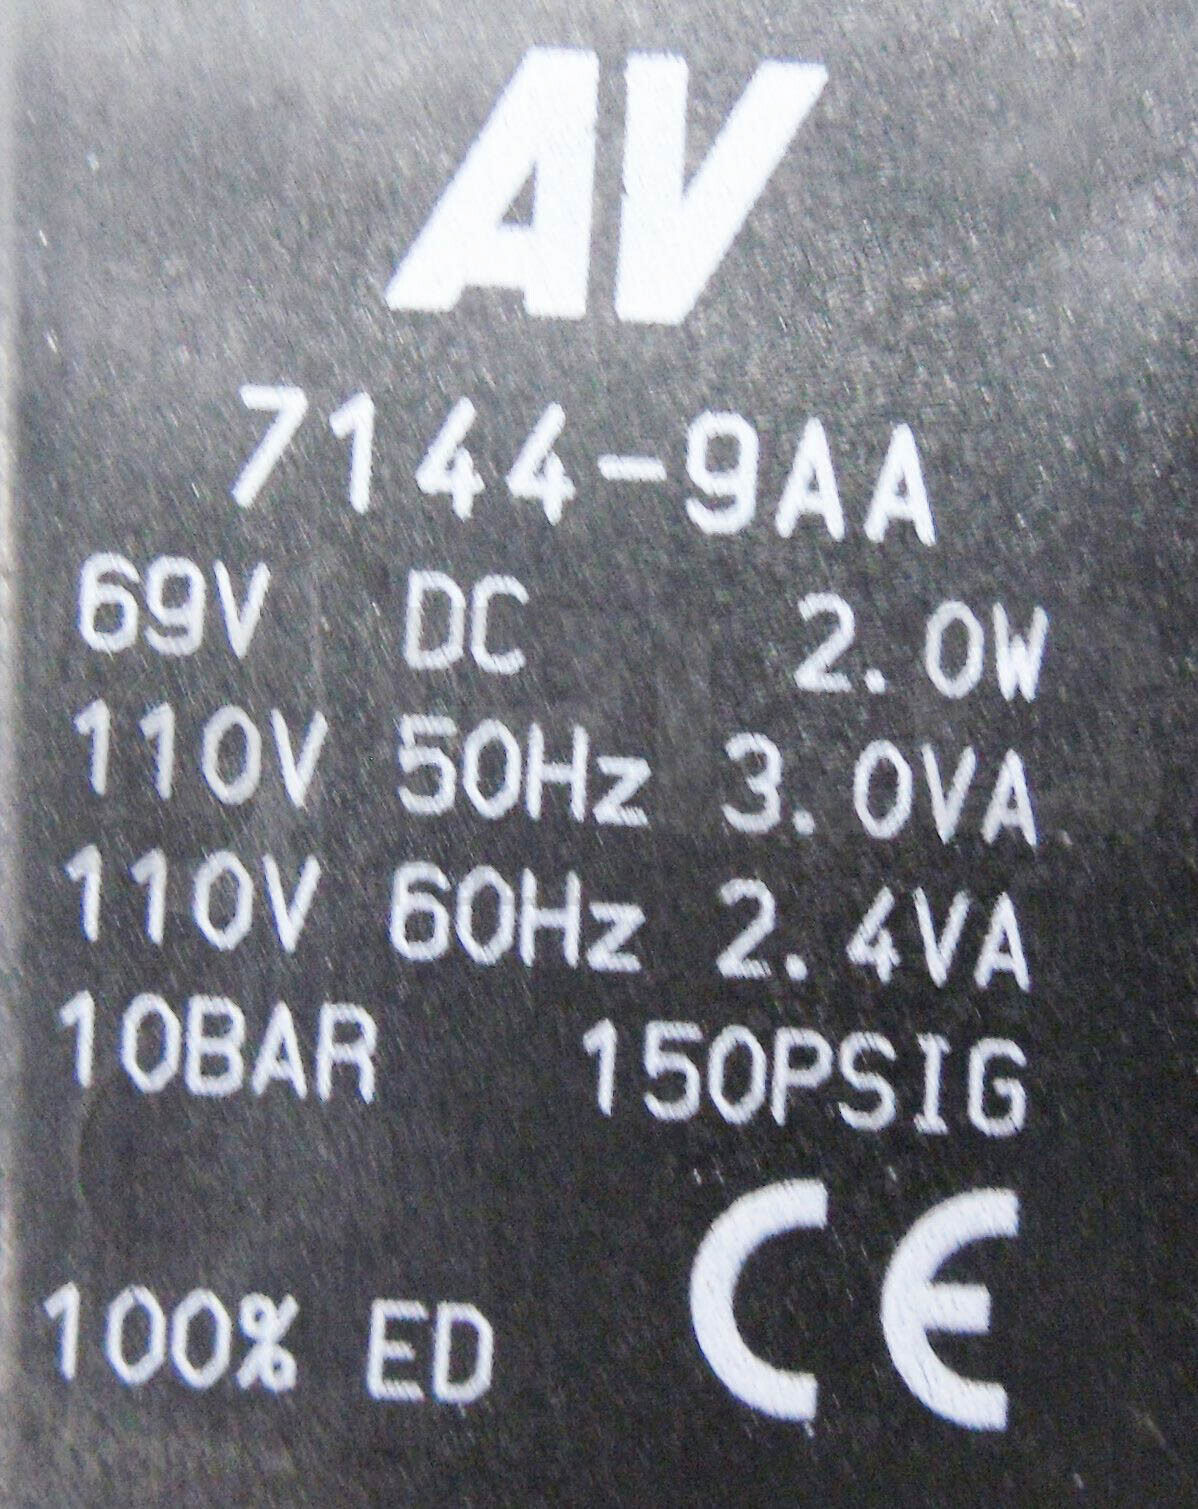 AV
7144-9AA
69V DC 2.0W
110V 50Hz 3.0VA
110V 60Hz 2.4VA
10BAR 150PSIG
100% ED CE